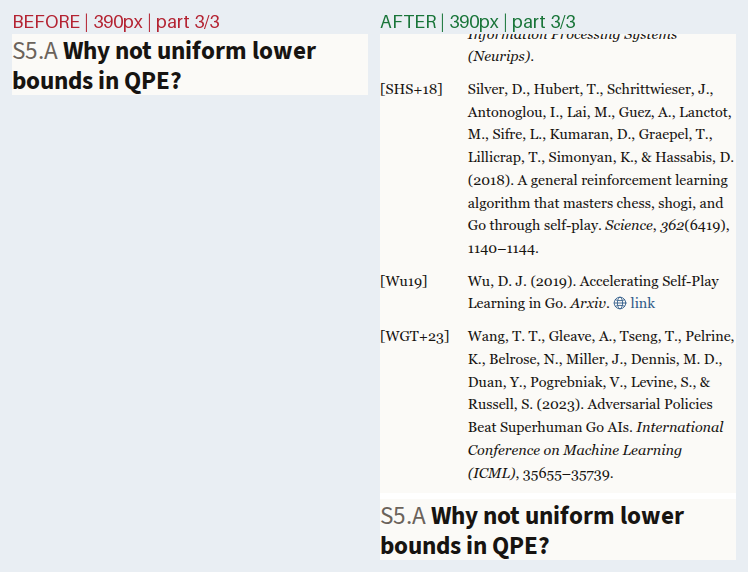 BEFORE | 390px | part 3/3
S5.A Why not uniform lower
bounds in QPE?
AFTER | 390px | part 3/3
Information Processing Systems
(Neurips).
[SHS+18] Silver, D., Hubert, T., Schrittwieser, J.,
Antonoglou, I., Lai, M., Guez, A., Lanctot,
M., Sifre, L., Kumaran, D., Graepel, T.,
Lillicrap, T., Simonyan, K., & Hassabis, D.
(2018). A general reinforcement learning
algorithm that masters chess, shogi, and
Go through self-play. Science, 362(6419),
1140–1144.
[Wu19] Wu, D. J. (2019). Accelerating Self-Play
Learning in Go. Arxiv. link
[WGT+23] Wang, T. T., Gleave, A., Tseng, T., Pelrine,
K., Belrose, N., Miller, J., Dennis, M. D.,
Duan, Y., Pogrebniak, V., Levine, S., &
Russell, S. (2023). Adversarial Policies
Beat Superhuman Go AIs. International
Conference on Machine Learning
(ICML), 35655–35739.
S5.A Why not uniform lower
bounds in QPE?